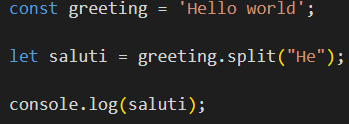 const greeting = 'Hello world';
let saluti = greeting.split("He");
console.log(saluti);